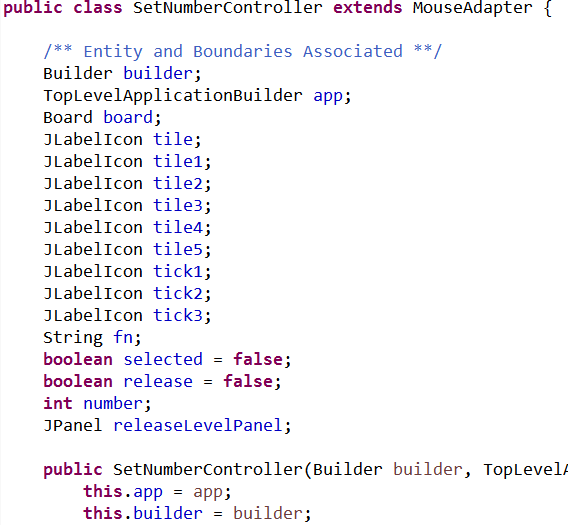 public class SetNumberController extends MouseAdapter {
/** Entity and Boundaries Associated **/
Builder builder;
TopLevelApplicationBuilder app;
Board board;
JLabelIcon tile;
JLabelIcon tile1;
JLabelIcon tile2;
JLabelIcon tile3;
JLabelIcon tile4;
JLabelIcon tile5;
JLabelIcon tick1;
JLabelIcon tick2;
JLabelIcon tick3;
String fn;
boolean selected = false;
boolean release = false;
int number;
JPanel releaseLevelPanel;
public SetNumberController(Builder builder, TopLevelA
this.app = app;
this.builder = builder;